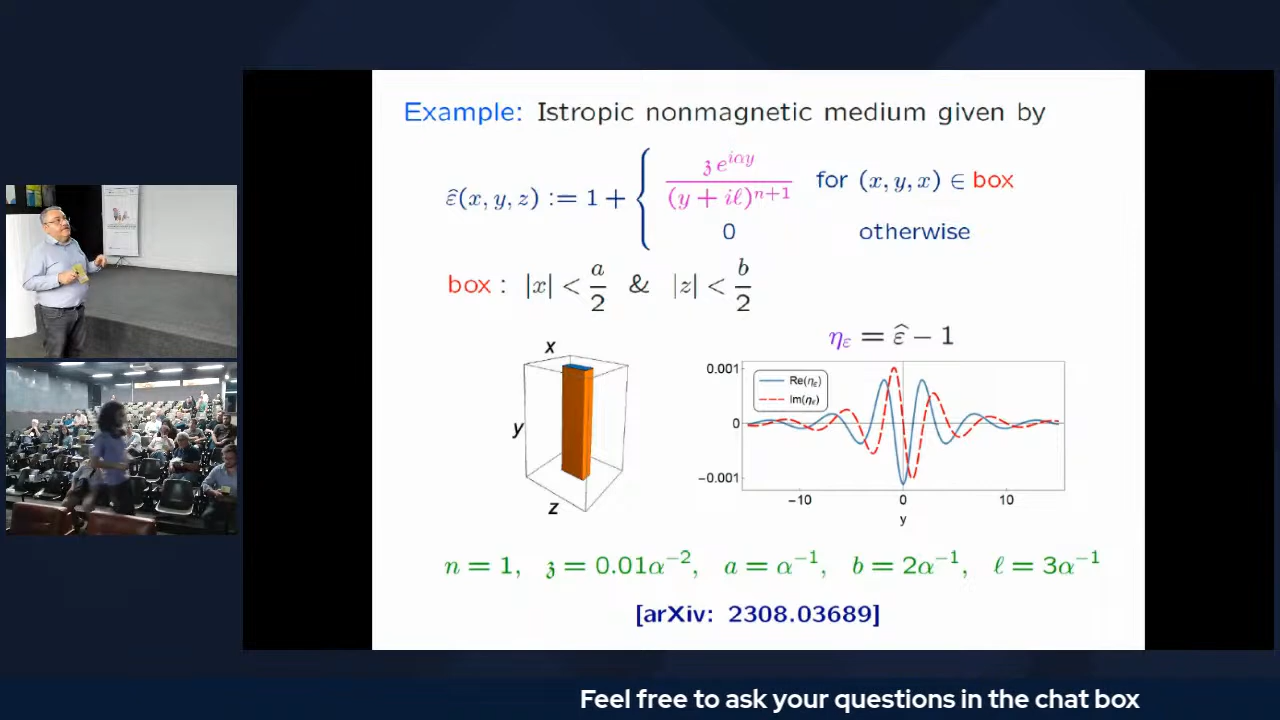 Example: Istropic nonmagnetic medium given by
ε̂(x, y, z) := 1 + { 𝔷 e^{iαy} / (y + iℓ)^{n+1} for (x, y, x) ∈ box
0 otherwise
box : |x| < a/2 & |z| < b/2
η_ε = ε̂ − 1
x
y
z
0.001
0
−0.001
Re(η_ε)
Im(η_ε)
−10 0 10
y
n = 1, 𝔷 = 0.01α⁻², a = α⁻¹, b = 2α⁻¹, ℓ = 3α⁻¹
[arXiv: 2308.03689]
Feel free to ask your questions in the chat box